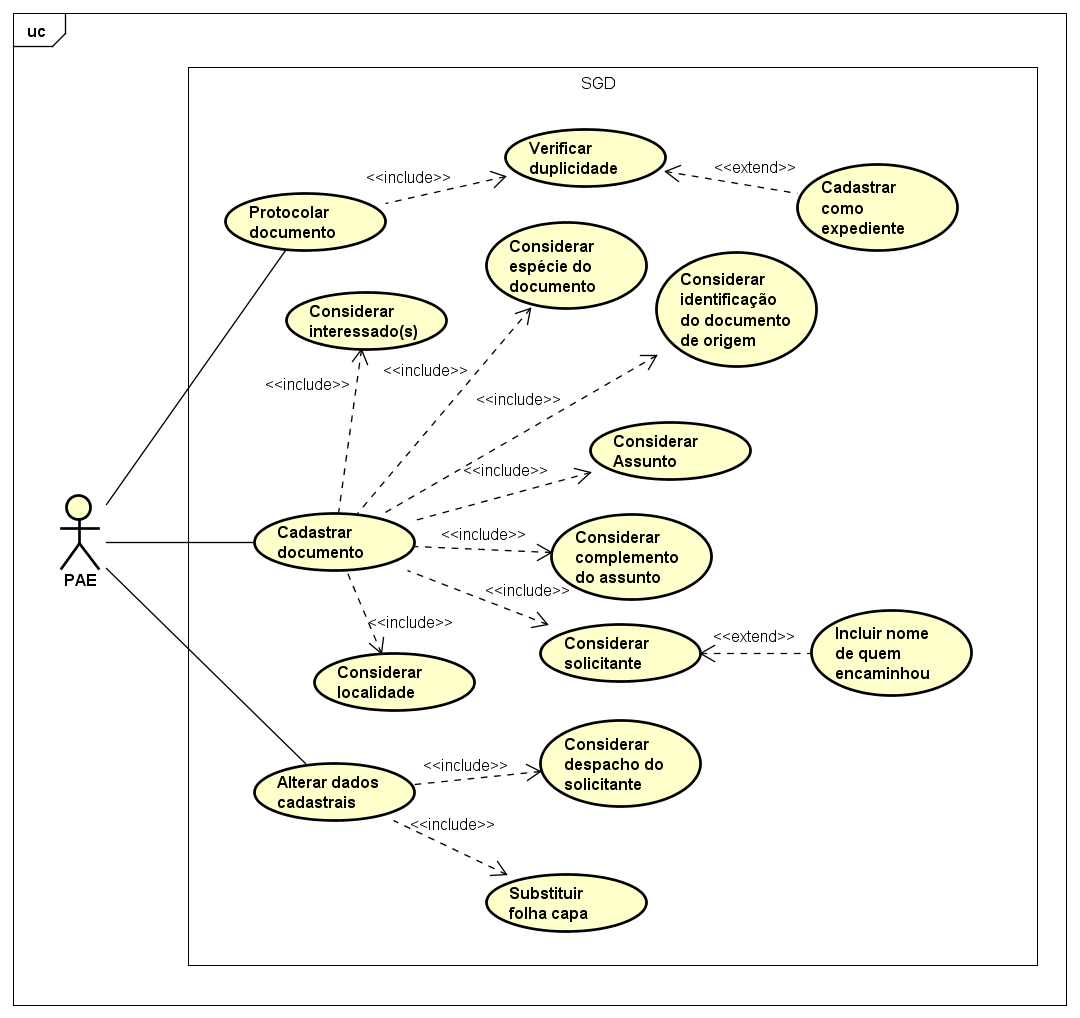 uc
SGD
Verificar
duplicidade
<<include>>
<<extend>>
Cadastrar
como
expediente
Protocolar
documento
Considerar
espécie do
documento
Considerar
identificação
do documento
de origem
Considerar
interessado(s)
<<include>>
<<include>>
<<include>>
Considerar
Assunto
<<include>>
Cadastrar
documento
<<include>>
Considerar
complemento
do assunto
PAE
<<include>>
<<include>>
Considerar
solicitante
<<extend>>
Incluir nome
de quem
encaminhou
Considerar
localidade
Considerar
despacho do
solicitante
<<include>>
Alterar dados
cadastrais
<<include>>
Substituir
folha capa